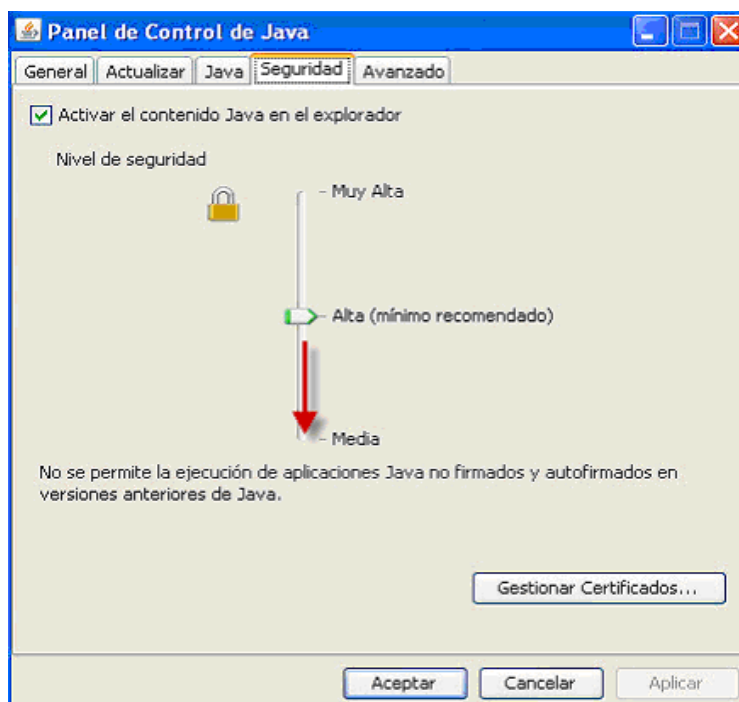 Panel de Control de Java
General Actualizar Java Seguridad Avanzado
Activar el contenido Java en el explorador
Nivel de seguridad
- Muy Alta
- Alta (mínimo recomendado)
- Media
No se permite la ejecución de aplicaciones Java no firmados y autofirmados en
versiones anteriores de Java.
Gestionar Certificados...
Aceptar Cancelar Aplicar